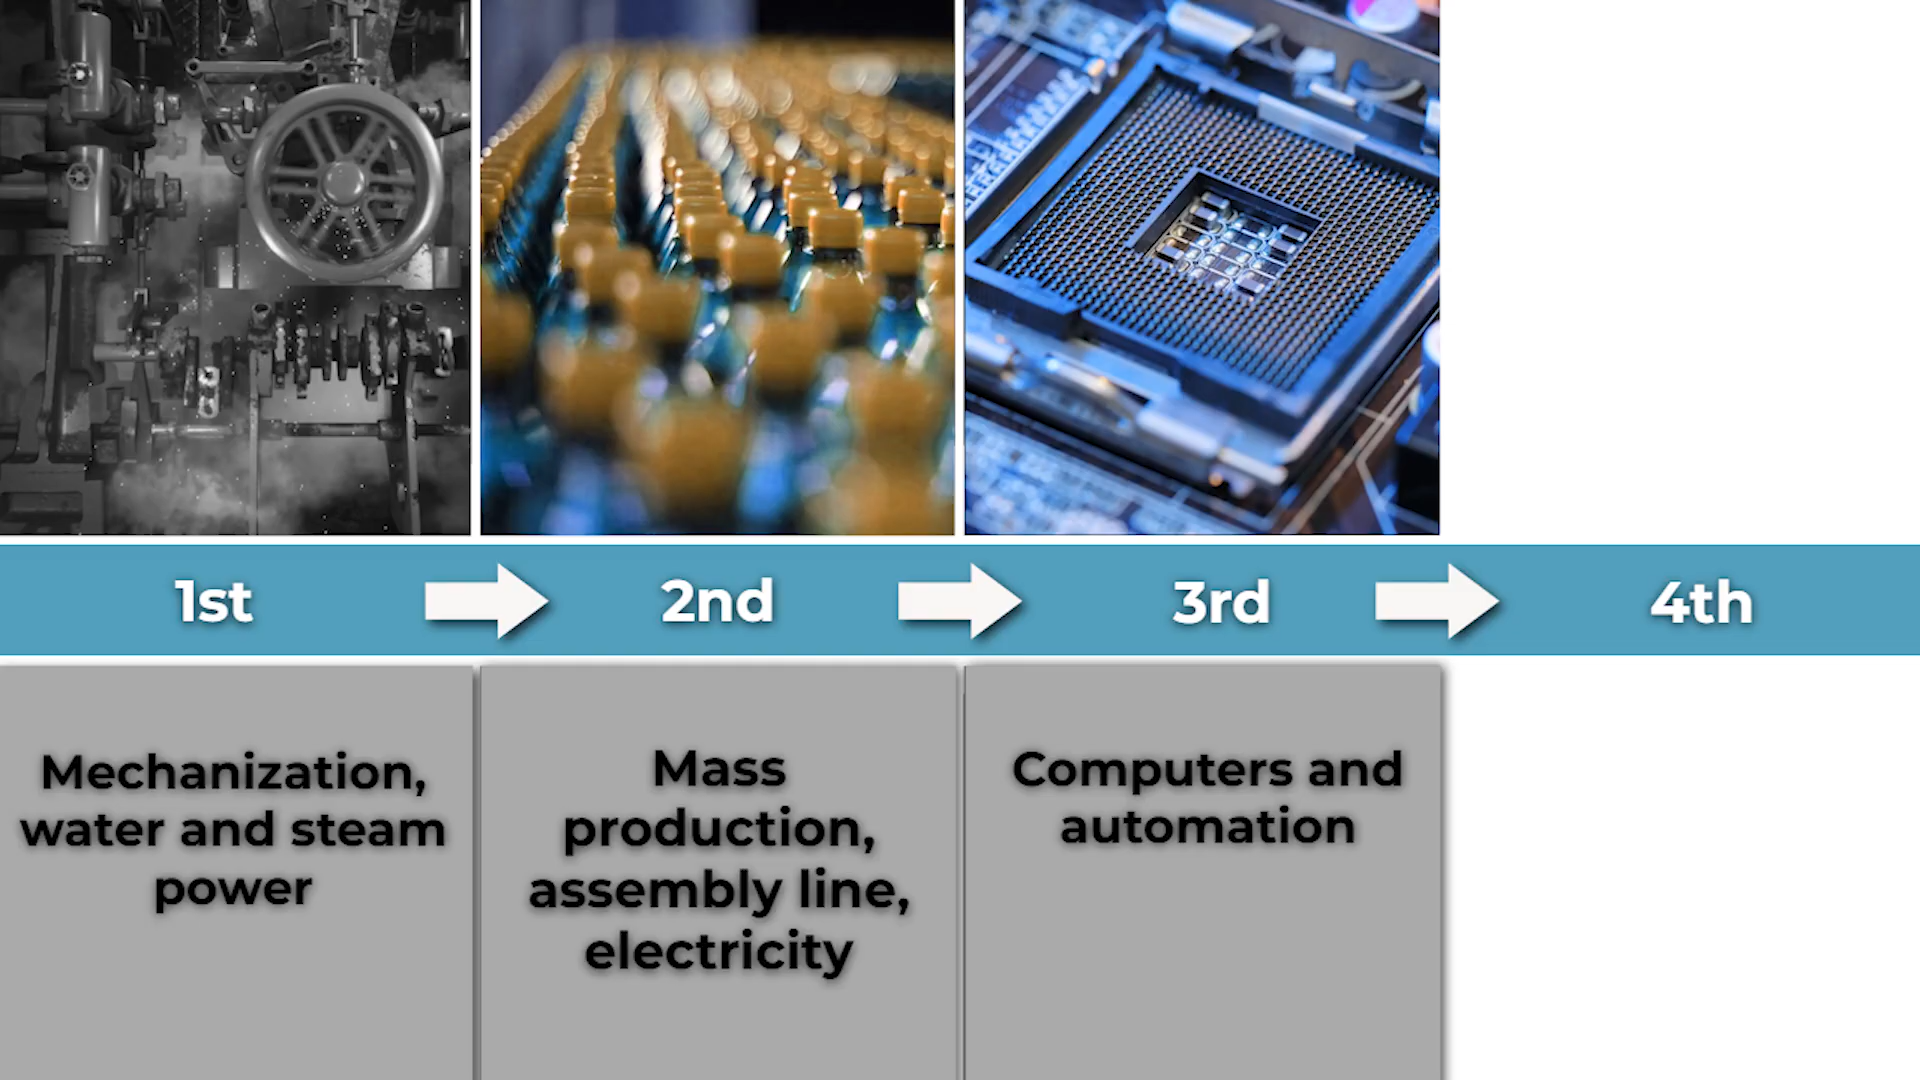 1st
2nd
3rd
4th
Mechanization,
water and steam
power
Mass
production,
assembly line,
electricity
Computers and
automation